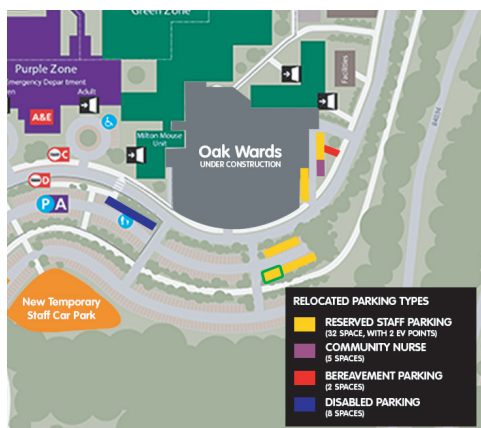 Green Zone
Purple Zone
Emergency Department
Adult
A&E
Facilities
Milton Mouse
Unit
Oak Wards
UNDER CONSTRUCTION
C
D
P A
New Temporary
Staff Car Park
RELOCATED PARKING TYPES
RESERVED STAFF PARKING
(32 SPACE, WITH 2 EV POINTS)
COMMUNITY NURSE
(5 SPACES)
BEREAVEMENT PARKING
(2 SPACES)
DISABLED PARKING
(8 SPACES)